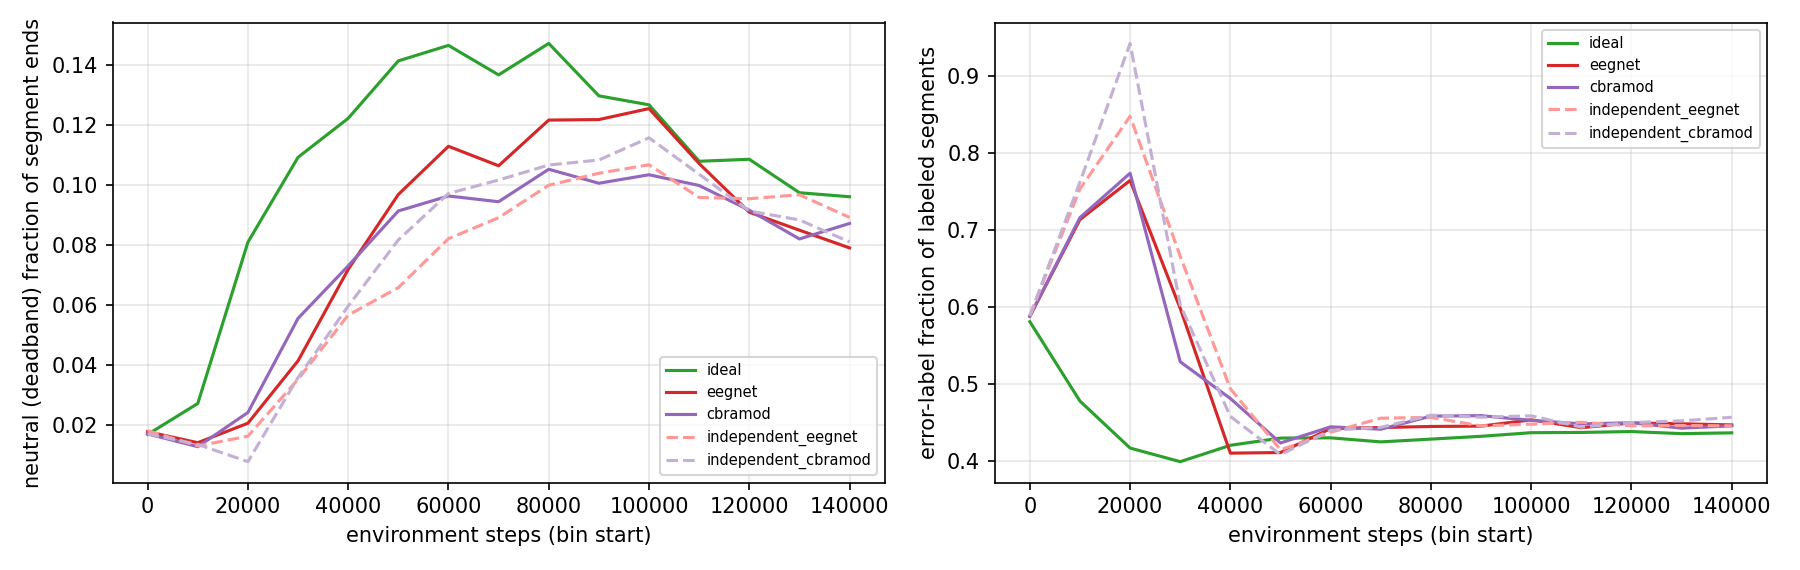 neutral (deadband) fraction of segment ends
0.14
0.12
0.10
0.08
0.06
0.04
0.02
ideal
eegnet
cbramod
independent_eegnet
independent_cbramod
0 20000 40000 60000 80000 100000 120000 140000
environment steps (bin start)
error-label fraction of labeled segments
0.9
0.8
0.7
0.6
0.5
0.4
ideal
eegnet
cbramod
independent_eegnet
independent_cbramod
0 20000 40000 60000 80000 100000 120000 140000
environment steps (bin start)